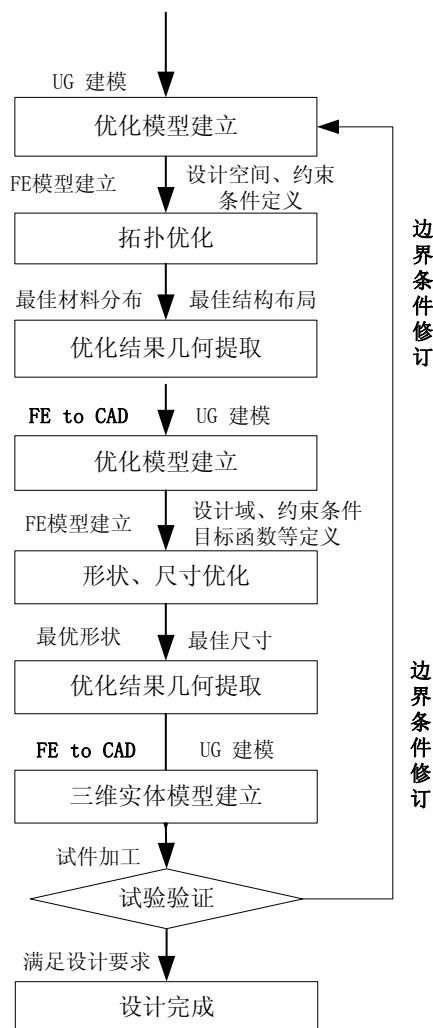 UG 建模
优化模型建立
FE模型建立
设计空间、约束
条件定义
拓扑优化
最佳材料分布
最佳结构布局
优化结果几何提取
FE to CAD
UG 建模
优化模型建立
FE模型建立
设计域、约束条件
目标函数等定义
形状、尺寸优化
最优形状
最佳尺寸
优化结果几何提取
FE to CAD
UG 建模
三维实体模型建立
试件加工
试验验证
满足设计要求
设计完成
边界条件修订
边界条件修订